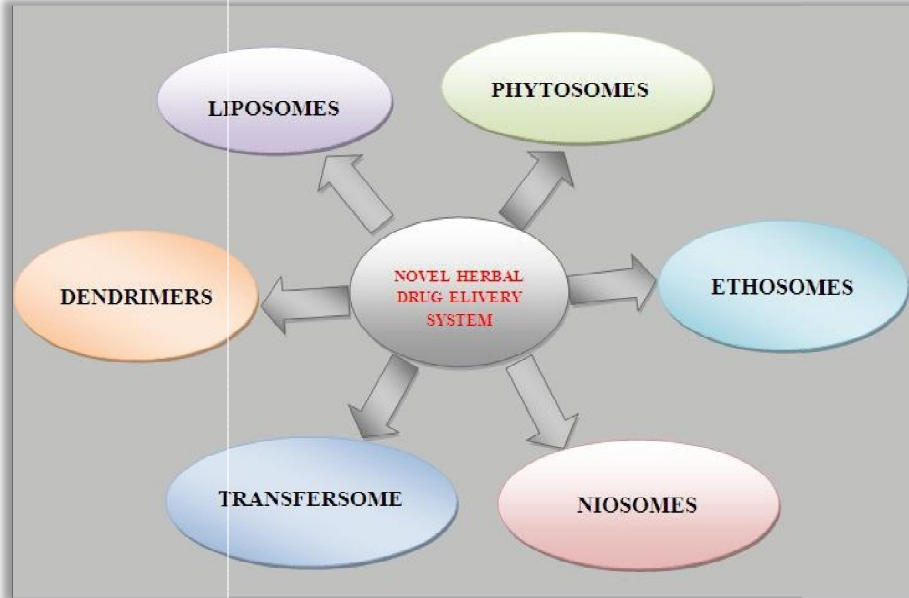 LIPOSOMES
PHYTOSOMES
DENDRIMERS
NOVEL HERBAL
DRUG ELIVERY
SYSTEM
ETHOSOMES
TRANSFERSOME
NIOSOMES